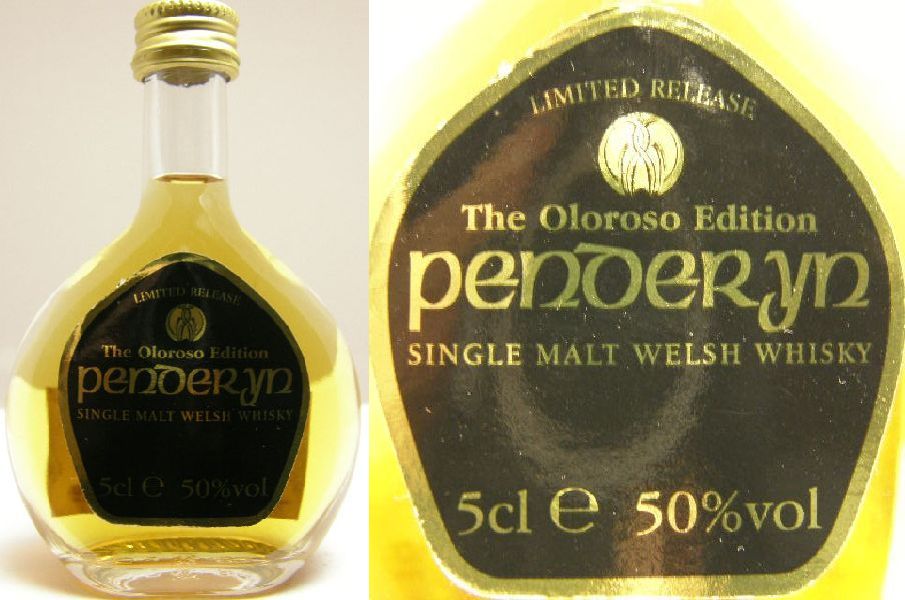 LIMITED RELEASE
The Oloroso Edition
penderyn
SINGLE MALT WELSH WHISKY
5cl e 50%vol
LIMITED RELEASE
The Oloroso Edition
penderyn
SINGLE MALT WELSH WHISKY
5cl e 50%vol